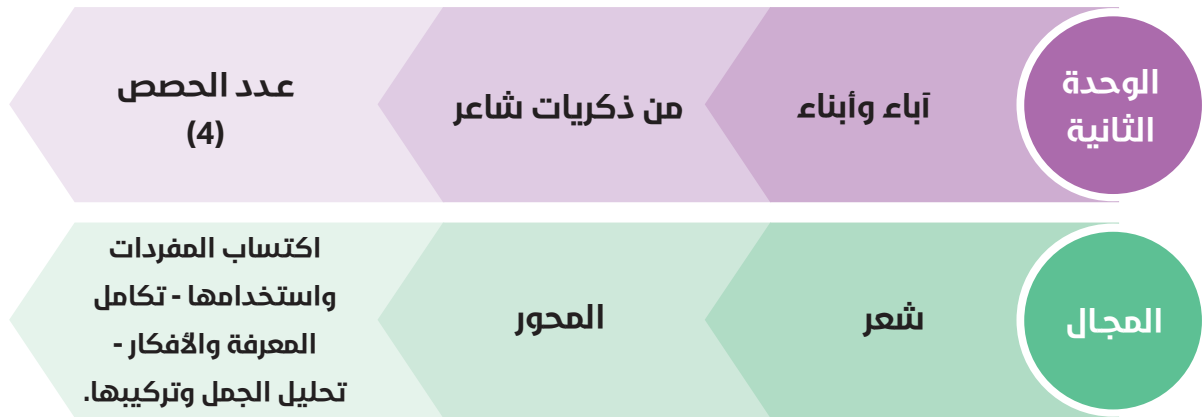 الوحدة
الثانية
آباء وأبناء
من ذكريات شاعر
عدد الحصص
(4)
المجال
شعر
المحور
اكتساب المفردات
واستخدامها - تكامل
المعرفة والأفكار -
تحليل الجمل وتركيبها.